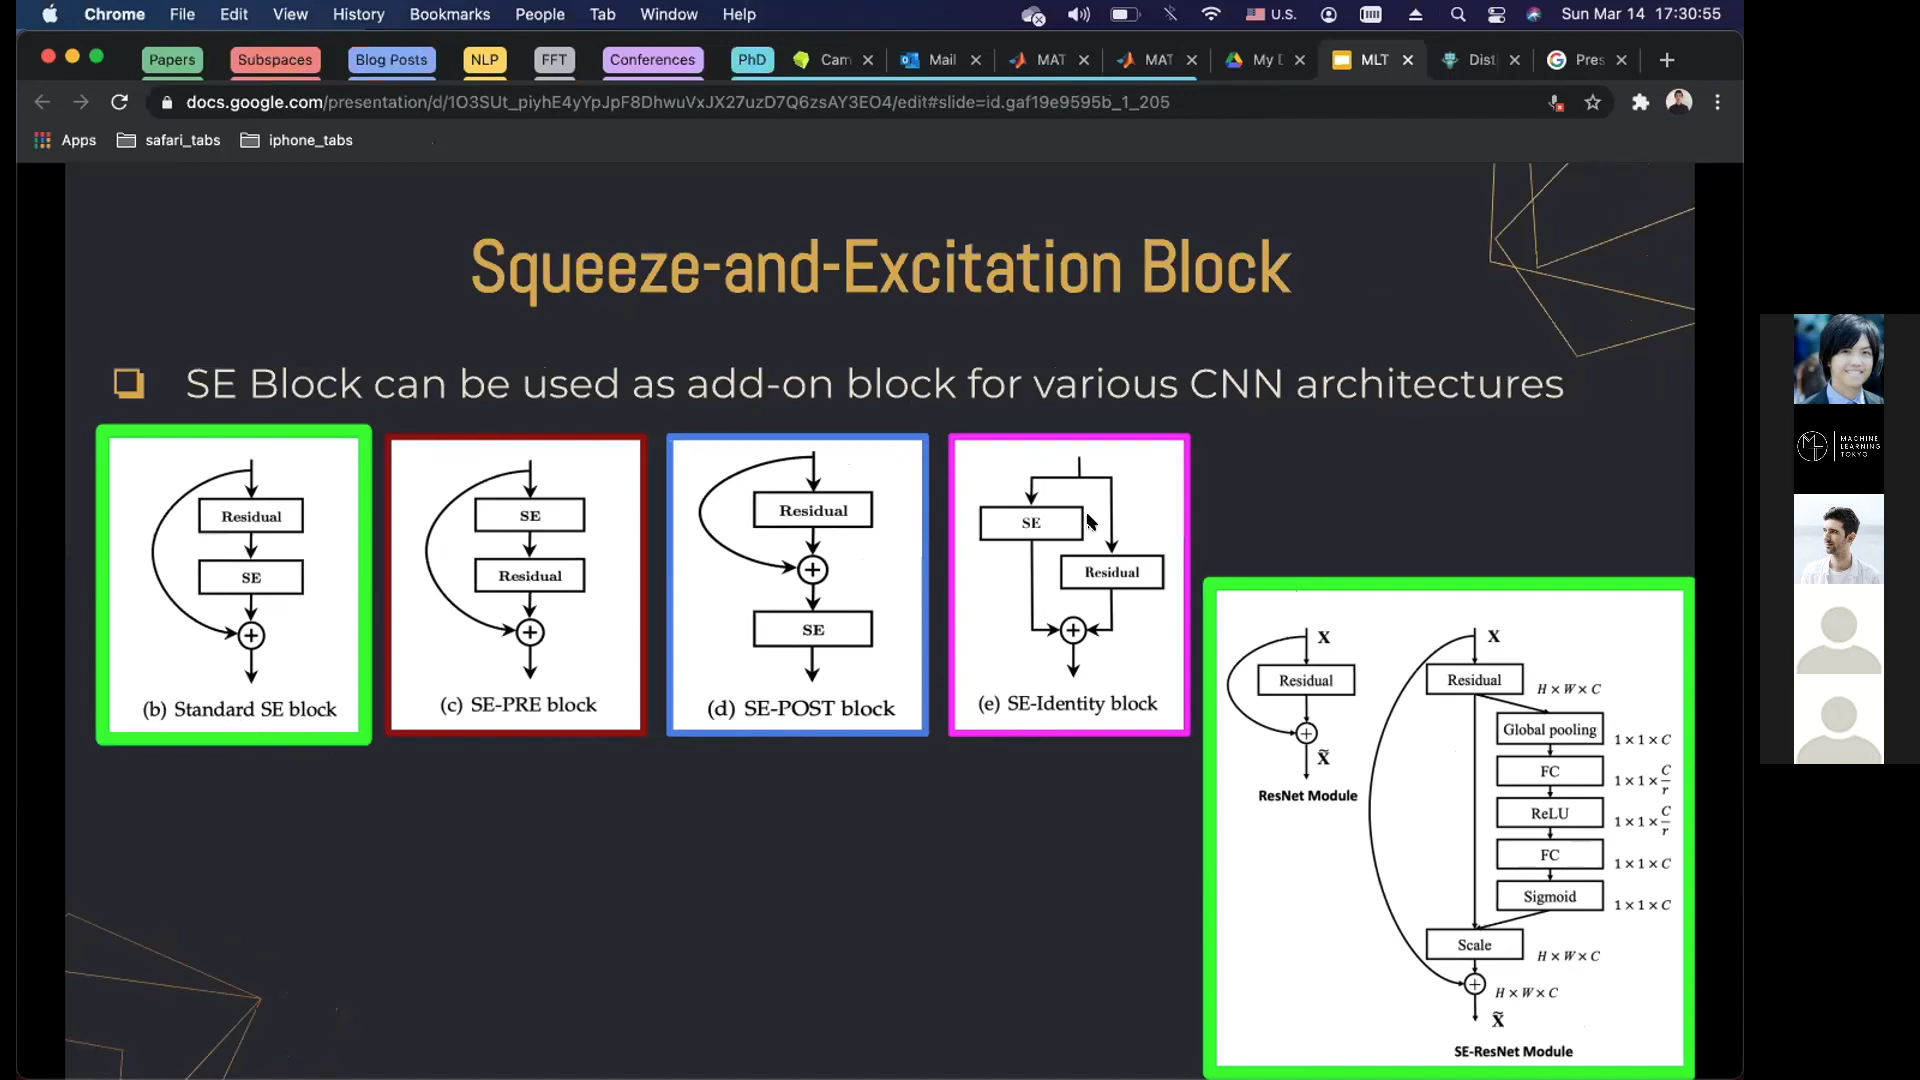 Chrome File Edit View History Bookmarks People Tab Window Help U.S. Sun Mar 14 17:30:55
Papers Subspaces Blog Posts NLP FFT Conferences PhD Cam Mail MAT MAT My D MLT Dist Pres
docs.google.com/presentation/d/1O3SUt_piyhE4yYpJpF8DhwuVxJX27uzD7Q6zsAY3EO4/edit#slide=id.gaf19e9595b_1_205
Apps safari_tabs iphone_tabs
Squeeze-and-Excitation Block
SE Block can be used as add-on block for various CNN architectures
Residual
SE
+
(b) Standard SE block
SE
Residual
+
(c) SE-PRE block
Residual
+
SE
(d) SE-POST block
SE
Residual
+
(e) SE-Identity block
X
Residual
+
X̃
ResNet Module
X
Residual
H × W × C
Global pooling
1 × 1 × C
FC
1 × 1 × C/r
ReLU
1 × 1 × C/r
FC
1 × 1 × C
Sigmoid
1 × 1 × C
Scale
H × W × C
+
H × W × C
X̃
SE-ResNet Module
MACHINE
LEARNING
TOKYO